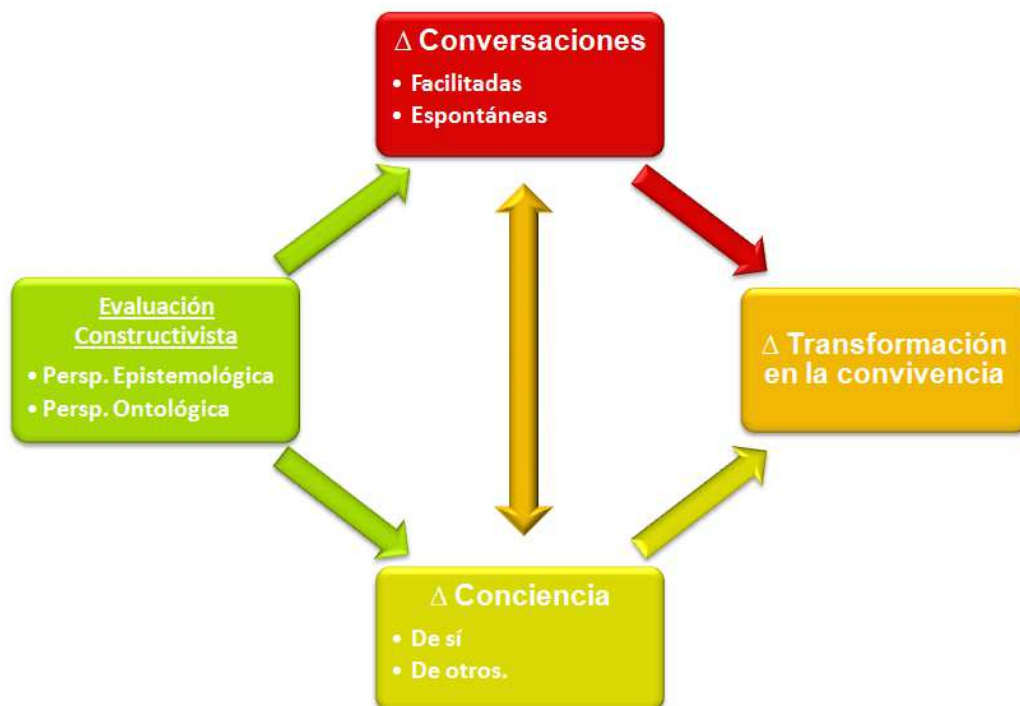 ∆ Conversaciones
• Facilitadas
• Espontáneas
Evaluación
Constructivista
• Persp. Epistemológica
• Persp. Ontológica
∆ Transformación
en la convivencia
∆ Conciencia
• De sí
• De otros.